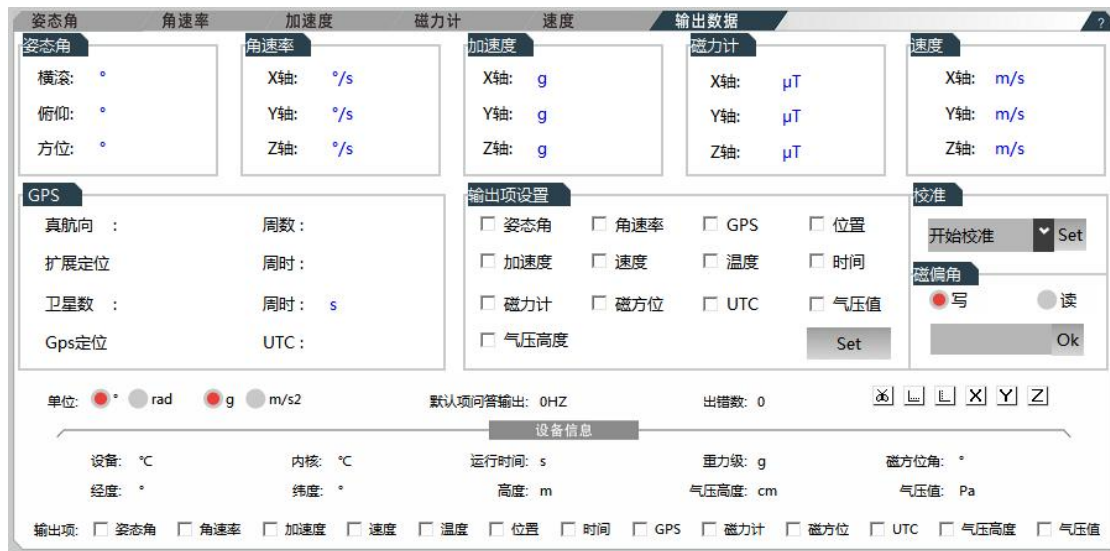 姿态角 角速率 加速度 磁力计 速度 输出数据 ?
姿态角 角速率 加速度 磁力计 速度
横滚: ° X轴: °/s X轴: g X轴: μT X轴: m/s
俯仰: ° Y轴: °/s Y轴: g Y轴: μT Y轴: m/s
方位: ° Z轴: °/s Z轴: g Z轴: μT Z轴: m/s
GPS 输出项设置 校准
真航向 : 周数 : 姿态角 角速率 GPS 位置 开始校准 Set
扩展定位 周时 : 加速度 速度 温度 时间 磁偏角
卫星数 : 周时 : s 磁力计 磁方位 UTC 气压值 写 读
Gps定位 UTC : 气压高度 Set Ok
单位: ° rad g m/s2 默认项问答输出: 0HZ 出错数: 0 X Y Z
设备信息
设备: °C 内核: °C 运行时间: s 重力级: g 磁方位角: °
经度: ° 纬度: ° 高度: m 气压高度: cm 气压值: Pa
输出项: 姿态角 角速率 加速度 速度 温度 位置 时间 GPS 磁力计 磁方位 UTC 气压高度 气压值